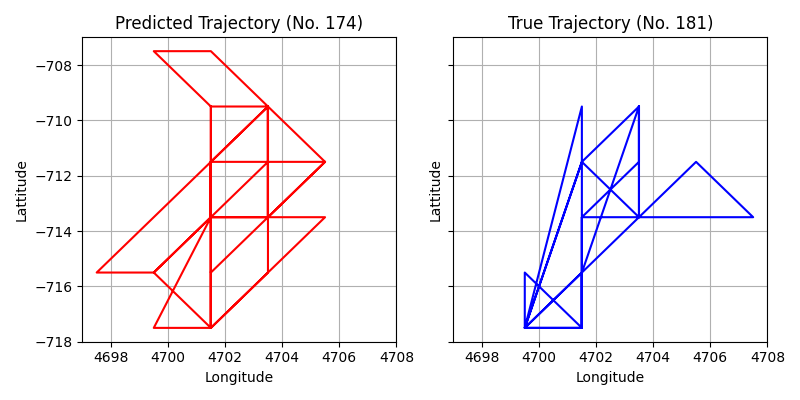 Predicted Trajectory (No. 174)
True Trajectory (No. 181)
−708
−710
−712
−714
−716
−718
Lattitude
Lattitude
4698 4700 4702 4704 4706 4708
4698 4700 4702 4704 4706 4708
Longitude
Longitude